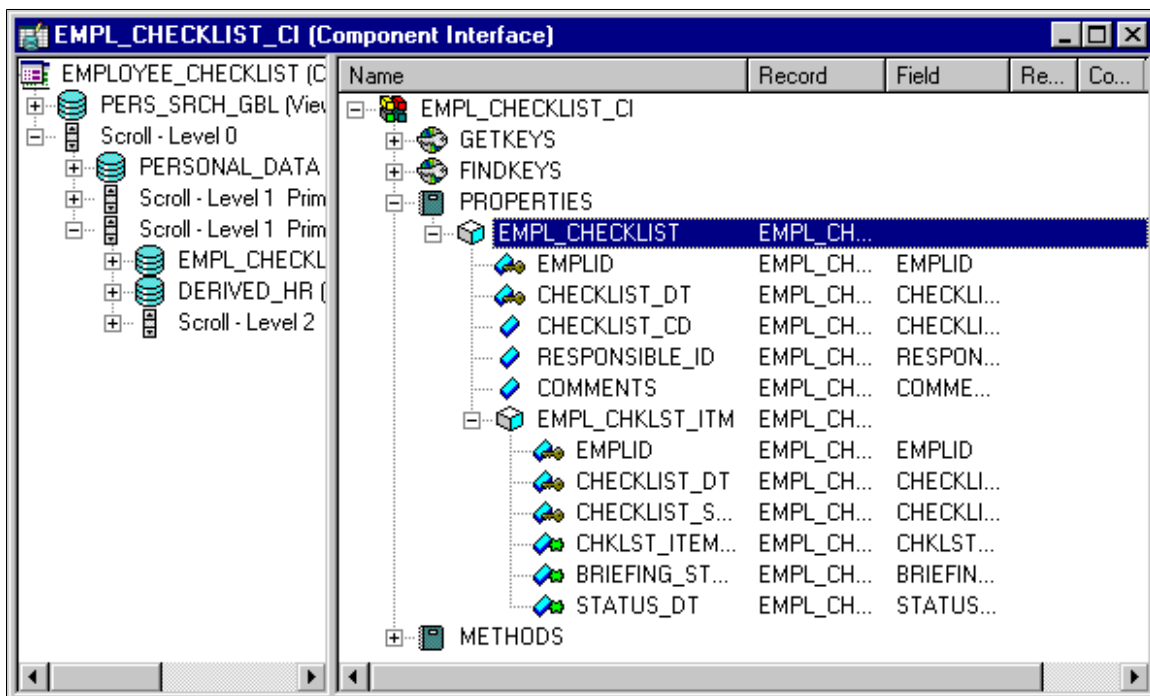 EMPL_CHECKLIST_CI (Component Interface)
EMPLOYEE_CHECKLIST (C
PERS_SRCH_GBL (View
Scroll - Level 0
PERSONAL_DATA
Scroll - Level 1 Prim
Scroll - Level 1 Prim
EMPL_CHECKL
DERIVED_HR (
Scroll - Level 2
Name Record Field Re... Co...
EMPL_CHECKLIST_CI
GETKEYS
FINDKEYS
PROPERTIES
EMPL_CHECKLIST EMPL_CH...
EMPLID EMPL_CH... EMPLID
CHECKLIST_DT EMPL_CH... CHECKLI...
CHECKLIST_CD EMPL_CH... CHECKLI...
RESPONSIBLE_ID EMPL_CH... RESPON...
COMMENTS EMPL_CH... COMME...
EMPL_CHKLST_ITM EMPL_CH...
EMPLID EMPL_CH... EMPLID
CHECKLIST_DT EMPL_CH... CHECKLI...
CHECKLIST_S... EMPL_CH... CHECKLI...
CHKLST_ITEM... EMPL_CH... CHKLST...
BRIEFING_ST... EMPL_CH... BRIEFIN...
STATUS_DT EMPL_CH... STATUS...
METHODS